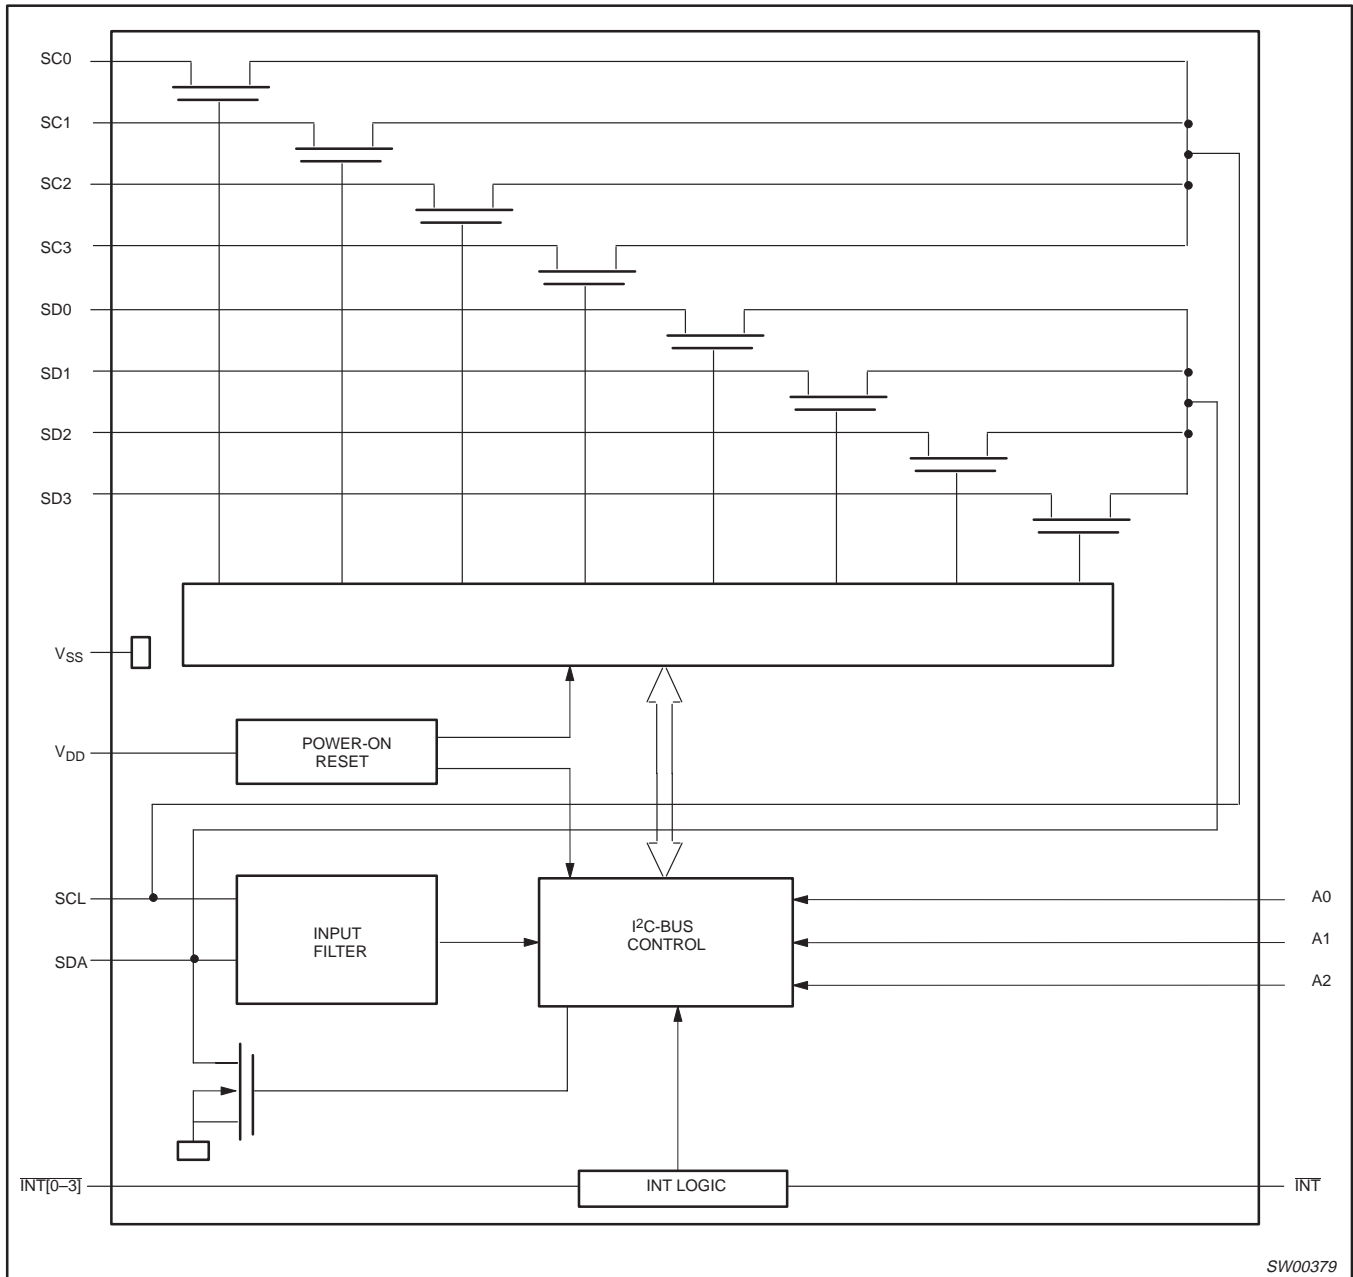 SC0
SC1
SC2
SC3
SD0
SD1
SD2
SD3
VSS
VDD
POWER-ON
RESET
SCL
SDA
INPUT
FILTER
I²C-BUS
CONTROL
A0
A1
A2
INT[0–3]
INT LOGIC
INT
SW00379